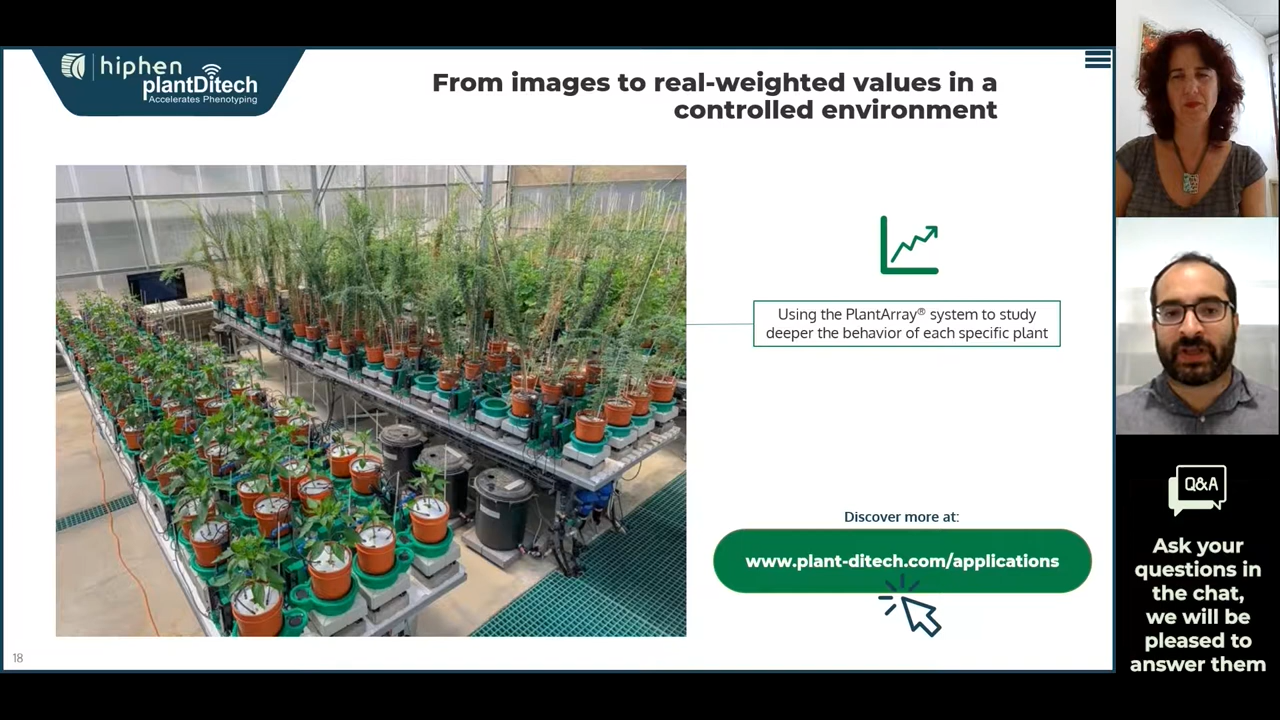 hiphen
plantDitech
Accelerates Phenotyping
From images to real-weighted values in a
controlled environment
Using the PlantArray® system to study
deeper the behavior of each specific plant
Discover more at:
www.plant-ditech.com/applications
18
Q&A
Ask your
questions in
the chat,
we will be
pleased to
answer them